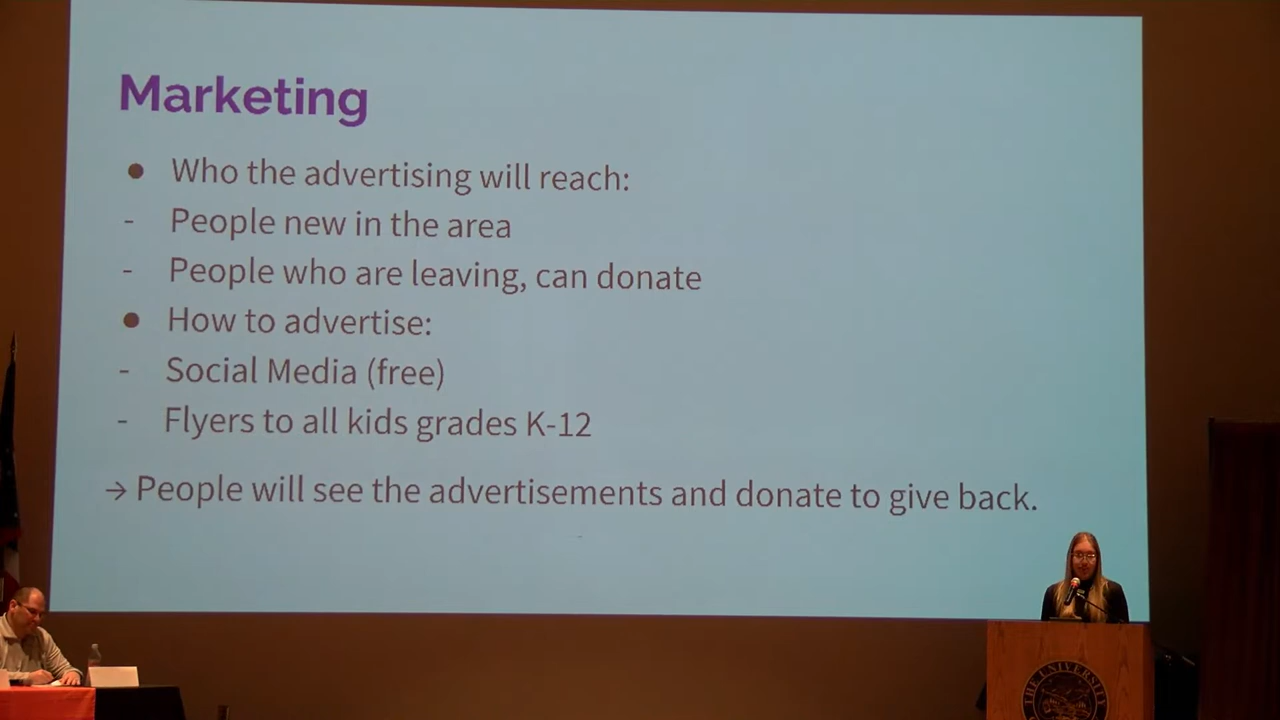 Marketing
● Who the advertising will reach:
- People new in the area
- People who are leaving, can donate
● How to advertise:
- Social Media (free)
- Flyers to all kids grades K-12
→ People will see the advertisements and donate to give back.
THE UNIVERSITY